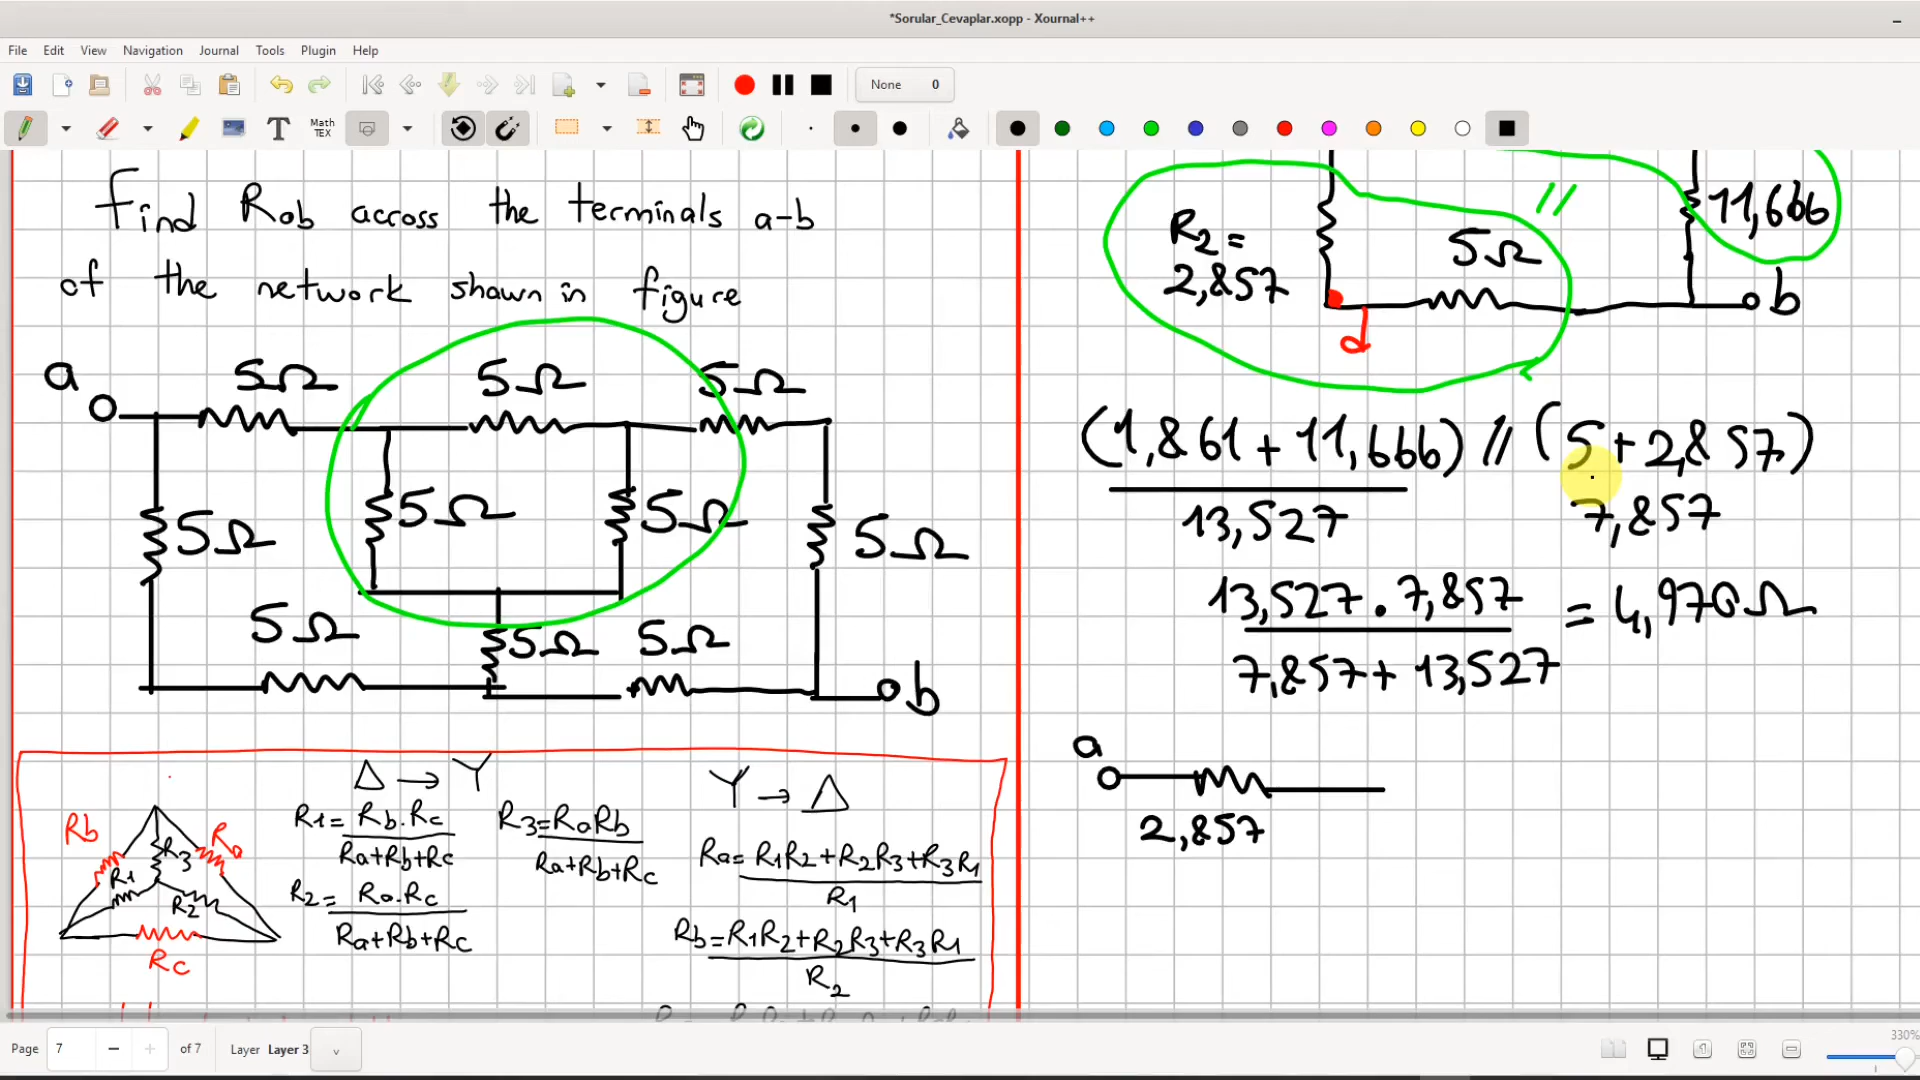 *Sorular_Cevaplar.xopp - Xournal++
File Edit View Navigation Journal Tools Plugin Help
None 0
T Math TEX
Find Rab across the terminals a-b
of the network shown in figure
a 5Ω 5Ω 5Ω
5Ω 5Ω 5Ω 5Ω
5Ω 5Ω 5Ω
b
Δ → Y
R1 = Rb.Rc
Ra+Rb+Rc
R3 = RaRb
Ra+Rb+Rc
R2 = Ra.Rc
Ra+Rb+Rc
Rb Ra
R3
R1
R2
Rc
Y → Δ
Ra = R1R2+R2R3+R3R1
R1
Rb = R1R2+R2R3+R3R1
R2
11,666
R2 =
2,857
5Ω
//
b
d
(1,861 + 11,666) // (5 + 2,857)
13,527 7,857
13,527 . 7,857 = 4,970Ω
7,857 + 13,527
a
2,857
Page 7 of 7 Layer Layer 3
330%